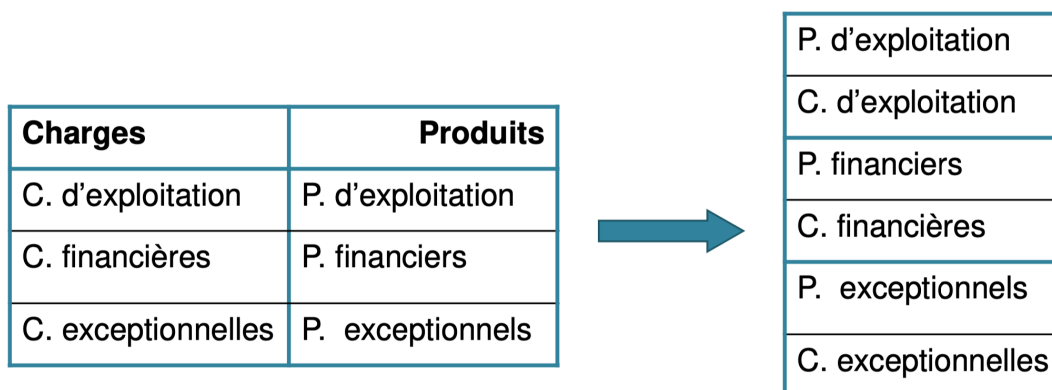 Charges Produits
C. d'exploitation P. d'exploitation
C. financières P. financiers
C. exceptionnelles P. exceptionnels
P. d'exploitation
C. d'exploitation
P. financiers
C. financières
P. exceptionnels
C. exceptionnelles